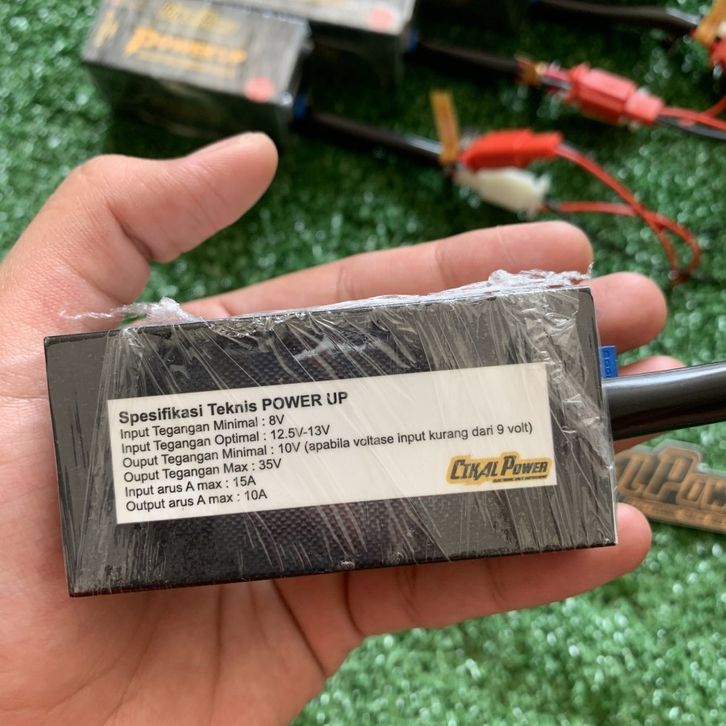 POWERUP
Spesifikasi Teknis POWER UP
Input Tegangan Minimal : 8V
Input Tegangan Optimal : 12.5V-13V
Ouput Tegangan Minimal : 10V (apabila voltase input kurang dari 9 volt)
Ouput Tegangan Max : 35V
Input arus A max : 15A
Output arus A max : 10A
CIKAL POWER